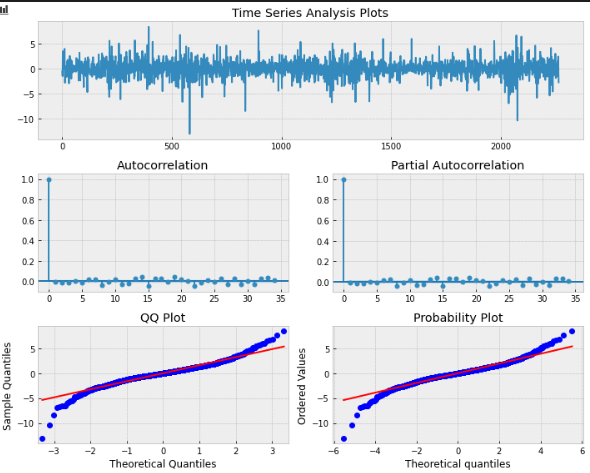 Time Series Analysis Plots
5
0
−5
−10
0 500 1000 1500 2000
Autocorrelation Partial Autocorrelation
1.0 1.0
0.8 0.8
0.6 0.6
0.4 0.4
0.2 0.2
0.0 0.0
0 5 10 15 20 25 30 35 0 5 10 15 20 25 30 35
QQ Plot Probability Plot
Sample Quantiles
5
0
−5
−10
−3 −2 −1 0 1 2 3
Theoretical Quantiles
Ordered Values
5
0
−5
−10
−6 −4 −2 0 2 4 6
Theoretical quantiles